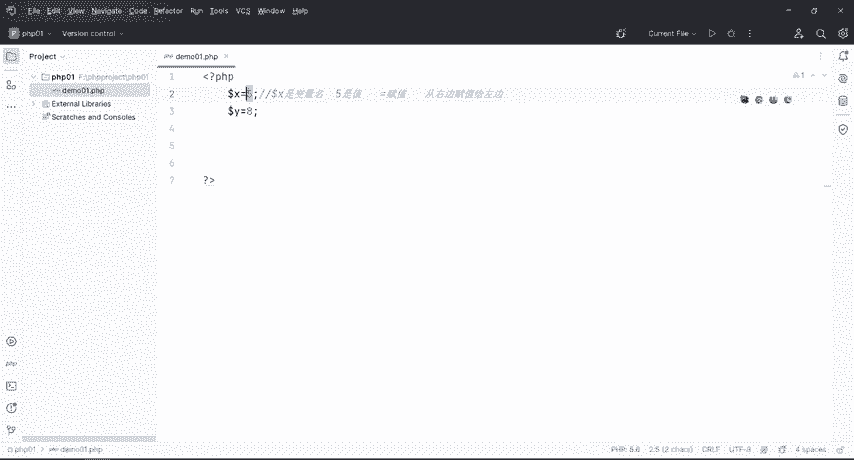 File Edit View Navigate Code Refactor Run Tools VCS Window Help
php01 Version control Current File
Project
demo01.php
php01 F:\phpproject\php01
demo01.php
External Libraries
Scratches and Consoles
1 <?php
2 $x=5;//$x是变量名 5是值 =赋值 从右边赋值给左边
3 $y=8;
4
5
6
7 ?>
1
php
php01 > demo01.php PHP: 5.6 2:5 (2 chars) CRLF UTF-8 4 spaces